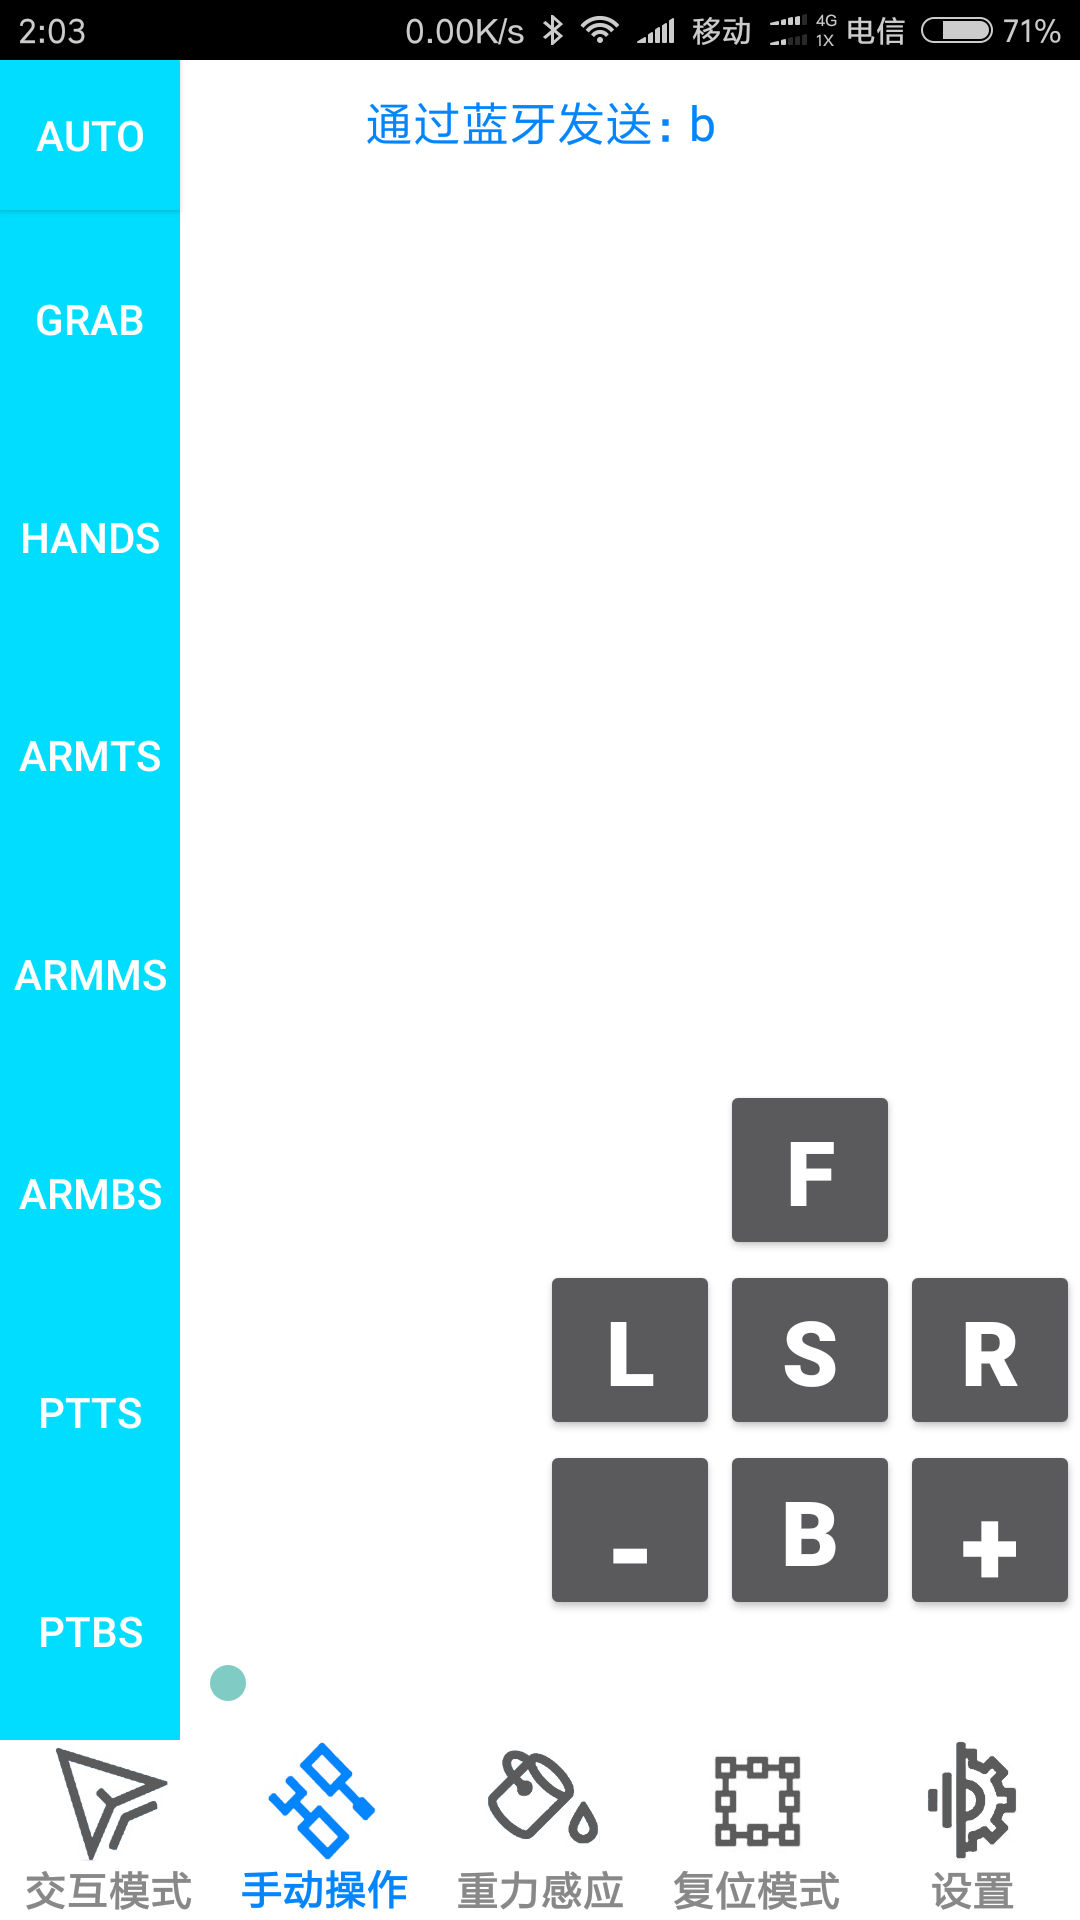 2:03 0.00K/s 移动 4G 1X 电信 71%
通过蓝牙发送: b
AUTO
GRAB
HANDS
ARMTS
ARMMS
ARMBS
PTTS
PTBS
F
L S R
- B +
交互模式 手动操作 重力感应 复位模式 设置